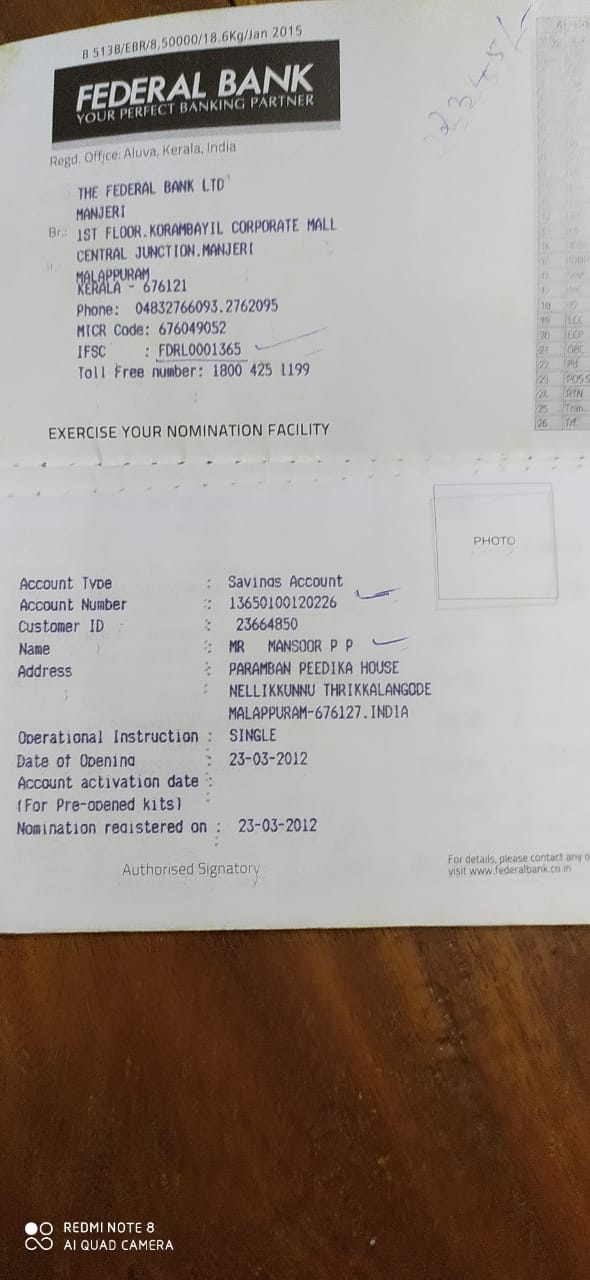 B 513B/EBR/8,50000/18.6Kg/Jan 2015
FEDERAL BANK
YOUR PERFECT BANKING PARTNER
Regd. Office: Aluva, Kerala, India
THE FEDERAL BANK LTD
MANJERI
Br.: 1ST FLOOR.KORAMBAYIL CORPORATE MALL
CENTRAL JUNCTION.MANJERI
MALAPPURAM
KERALA - 676121
Phone: 04832766093.2762095
MICR Code: 676049052
IFSC : FDRL0001365
Toll Free number: 1800 425 1199
EXERCISE YOUR NOMINATION FACILITY
18
19 LCC
20
21 OBC
22
23 POSS
24 RTN
25 Tran.
26 Trf.
PHOTO
Account Type : Savings Account
Account Number : 13650100120226
Customer ID : 23664850
Name : MR MANSOOR P P
Address : PARAMBAN PEEDIKA HOUSE
: NELLIKKUNNU THRIKKALANGODE
MALAPPURAM-676127.INDIA
Operational Instruction : SINGLE
Date of Opening : 23-03-2012
Account activation date :
(For Pre-opened kits) :
Nomination registered on : 23-03-2012
Authorised Signatory
For details, please contact any
visit www.federalbank.co.in
REDMI NOTE 8
AI QUAD CAMERA